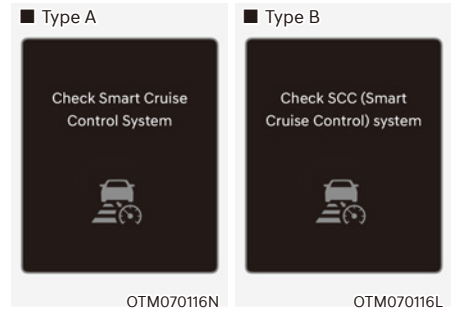 ■ Type A
Check Smart Cruise
Control System
OTM070116N
■ Type B
Check SCC (Smart
Cruise Control) system
OTM070116L